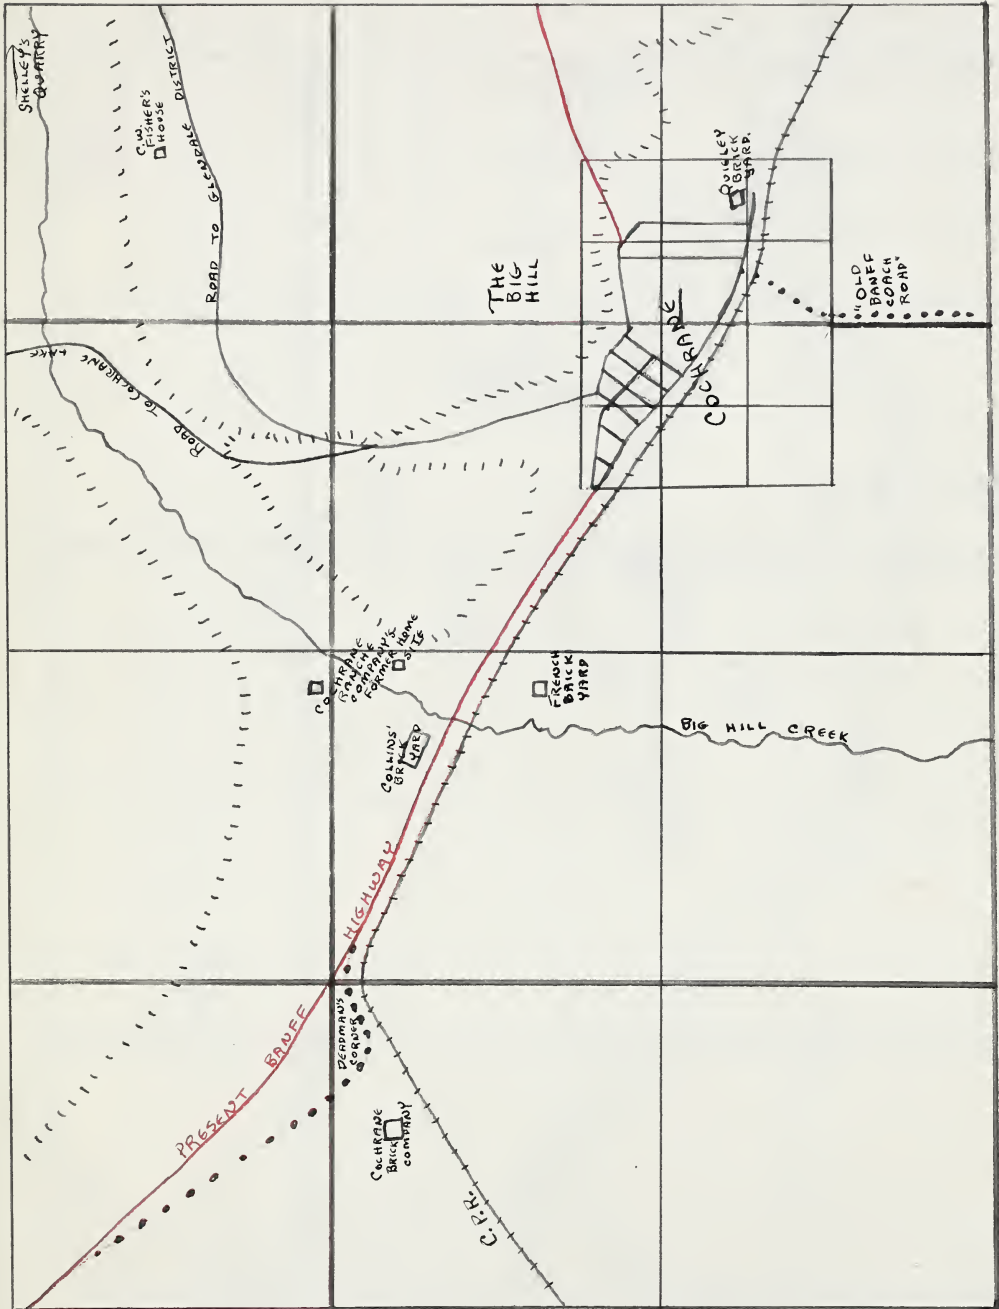 SHELLEY'S
QUARRY
C.W.
FISHER'S
HOUSE
ROAD TO GLENDALE DISTRICT
QUIGLEY
BRICK
YARD.
THE
BIG
HILL
"OLD
BANFF
COACH
ROAD"
COCHRANE
ROAD TO COCHRANE LAKE
COCHRANE
RANCHE
COMPANY'S
FORMER HOME
SITE
FRENCH
BRICK
YARD
COLLINS'
BRICK
YARD
BIG HILL CREEK
PRESENT BANFF HIGHWAY
DEADMAN'S
CORNER
COCHRANE
BRICK
COMPANY
C.P.R.